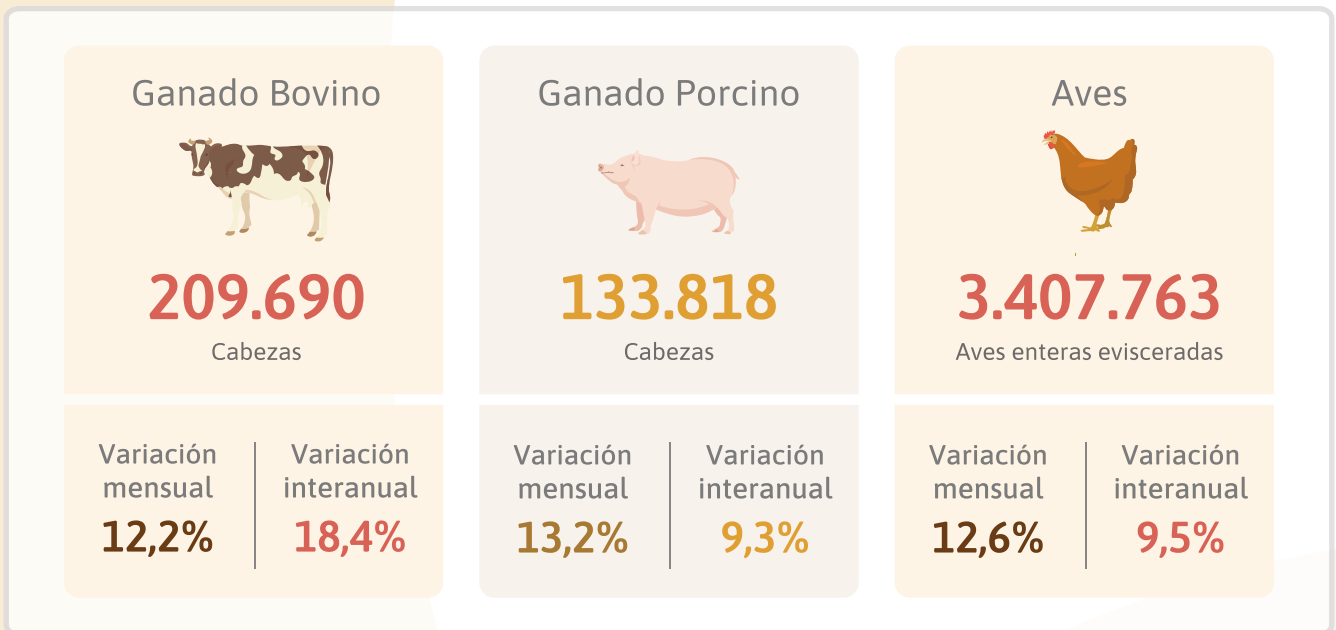 Ganado Bovino
209.690
Cabezas
Variación
mensual
12,2%
Variación
interanual
18,4%
Ganado Porcino
133.818
Cabezas
Variación
mensual
13,2%
Variación
interanual
9,3%
Aves
3.407.763
Aves enteras evisceradas
Variación
mensual
12,6%
Variación
interanual
9,5%